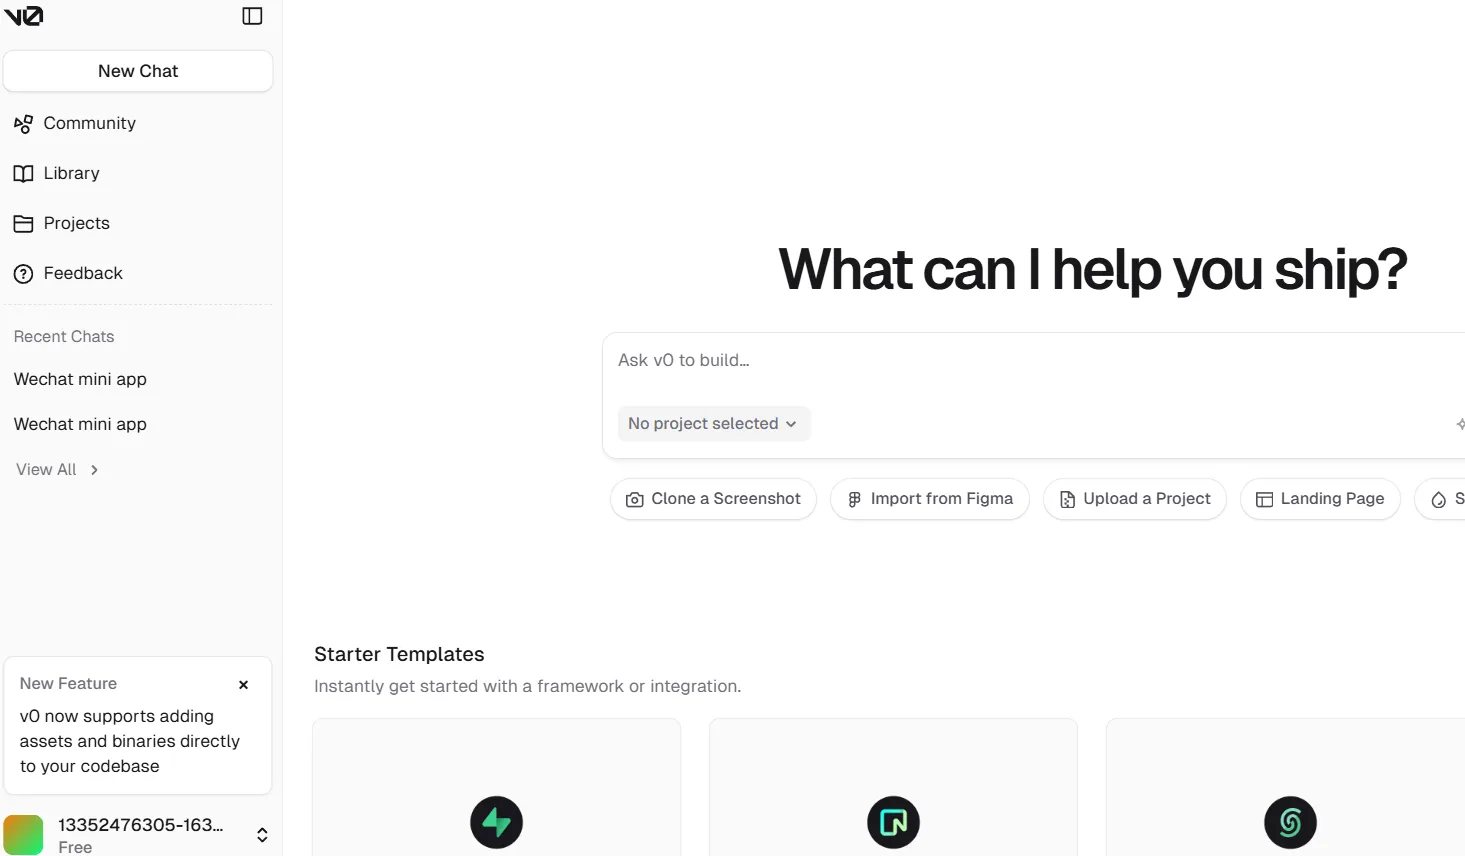 v0
New Chat
Community
Library
Projects
Feedback
Recent Chats
Wechat mini app
Wechat mini app
View All
New Feature
v0 now supports adding
assets and binaries directly
to your codebase
13352476305-163...
Free
What can I help you ship?
Ask v0 to build...
No project selected
Clone a Screenshot
Import from Figma
Upload a Project
Landing Page
S
Starter Templates
Instantly get started with a framework or integration.